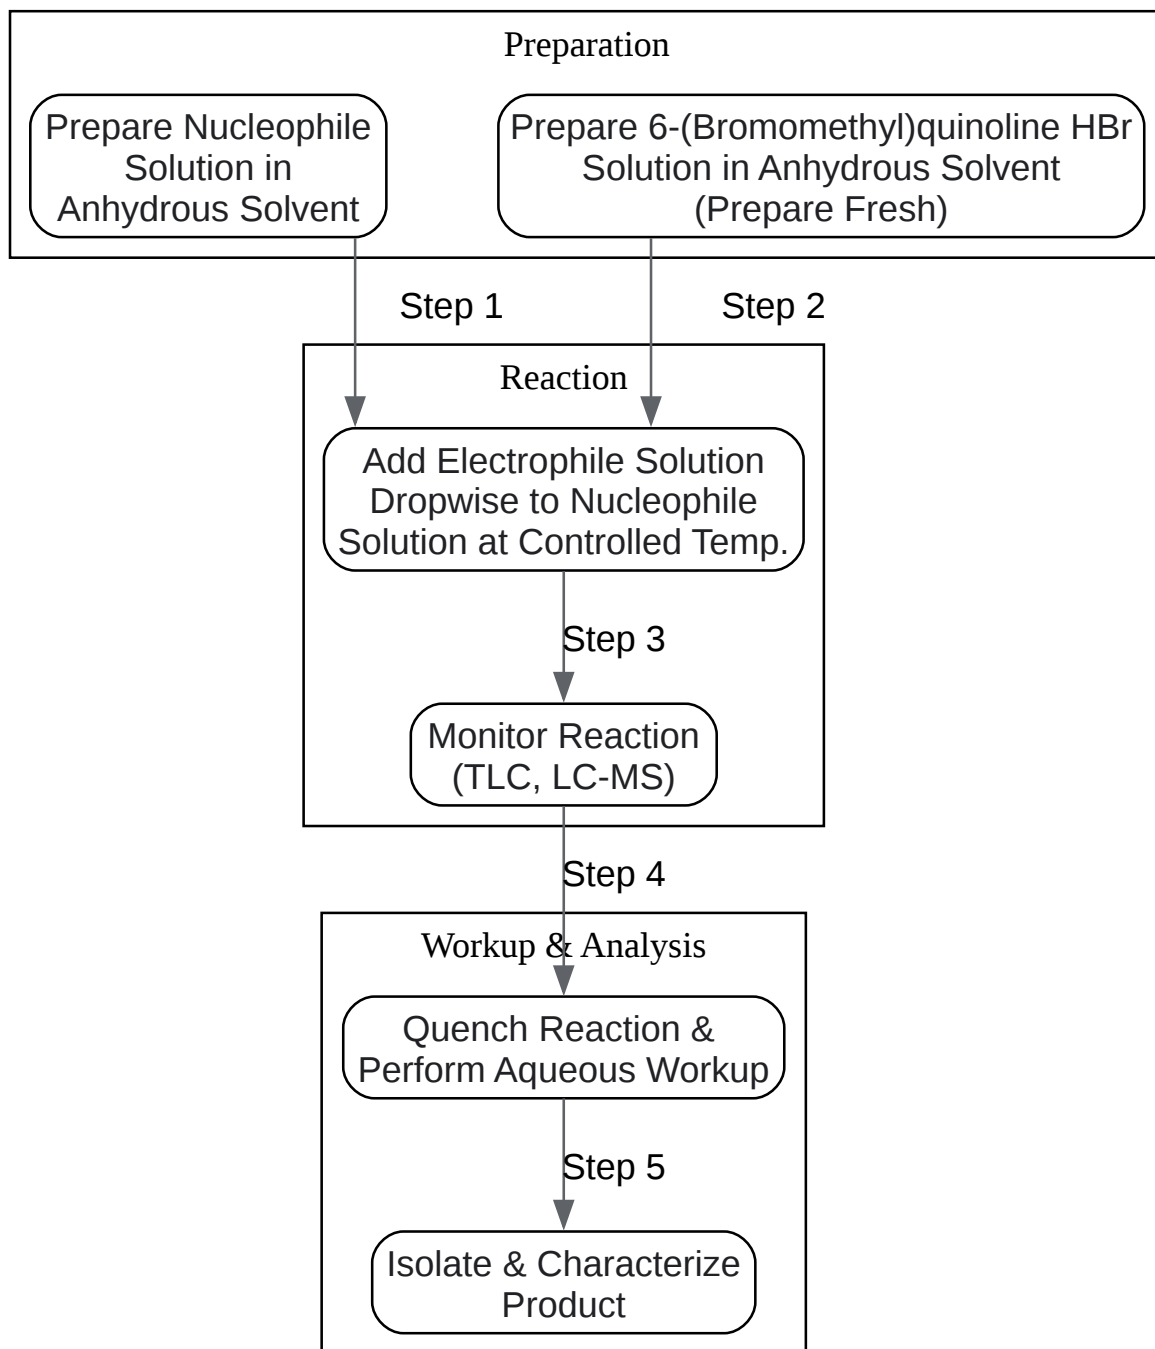 Preparation
Prepare Nucleophile
Solution in
Anhydrous Solvent
Prepare 6-(Bromomethyl)quinoline HBr
Solution in Anhydrous Solvent
(Prepare Fresh)
Step 1
Step 2
Reaction
Add Electrophile Solution
Dropwise to Nucleophile
Solution at Controlled Temp.
Step 3
Monitor Reaction
(TLC, LC-MS)
Step 4
Workup & Analysis
Quench Reaction &
Perform Aqueous Workup
Step 5
Isolate & Characterize
Product